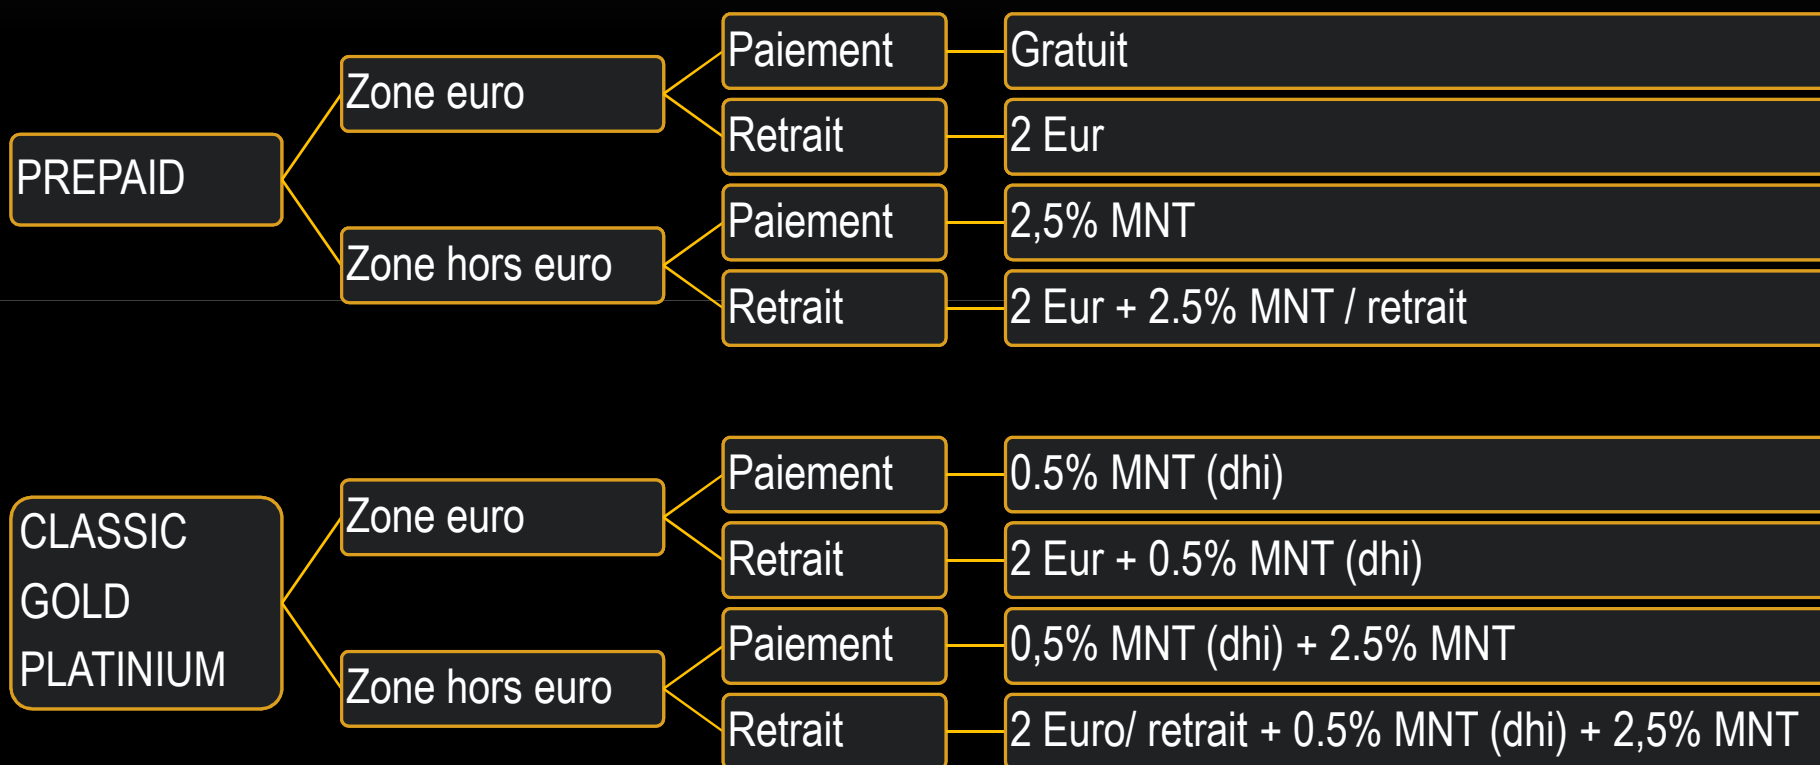 PREPAID
Zone euro
Paiement
Gratuit
Retrait
2 Eur
Zone hors euro
Paiement
2,5% MNT
Retrait
2 Eur + 2.5% MNT / retrait
CLASSIC
GOLD
PLATINIUM
Zone euro
Paiement
0.5% MNT (dhi)
Retrait
2 Eur + 0.5% MNT (dhi)
Zone hors euro
Paiement
0,5% MNT (dhi) + 2.5% MNT
Retrait
2 Euro/ retrait + 0.5% MNT (dhi) + 2,5% MNT